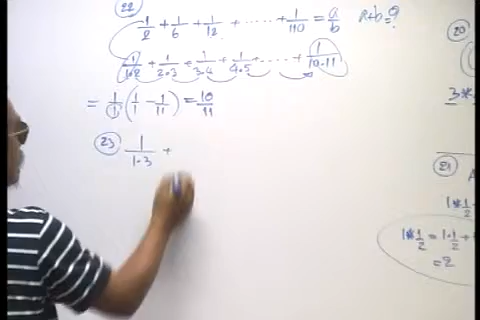 22
1/2 + 1/6 + 1/12 + ...... + 1/110 = a/b a+b=?
1/1·2 + 1/2·3 + 1/3·4 + 1/4·5 + ...... + 1/10·11
= 1/1 (1/1 - 1/11) = 10/11
23 1/1·3 +
20
3*
21
1*1/2
1*1/2 = 1·1/2 +
=2